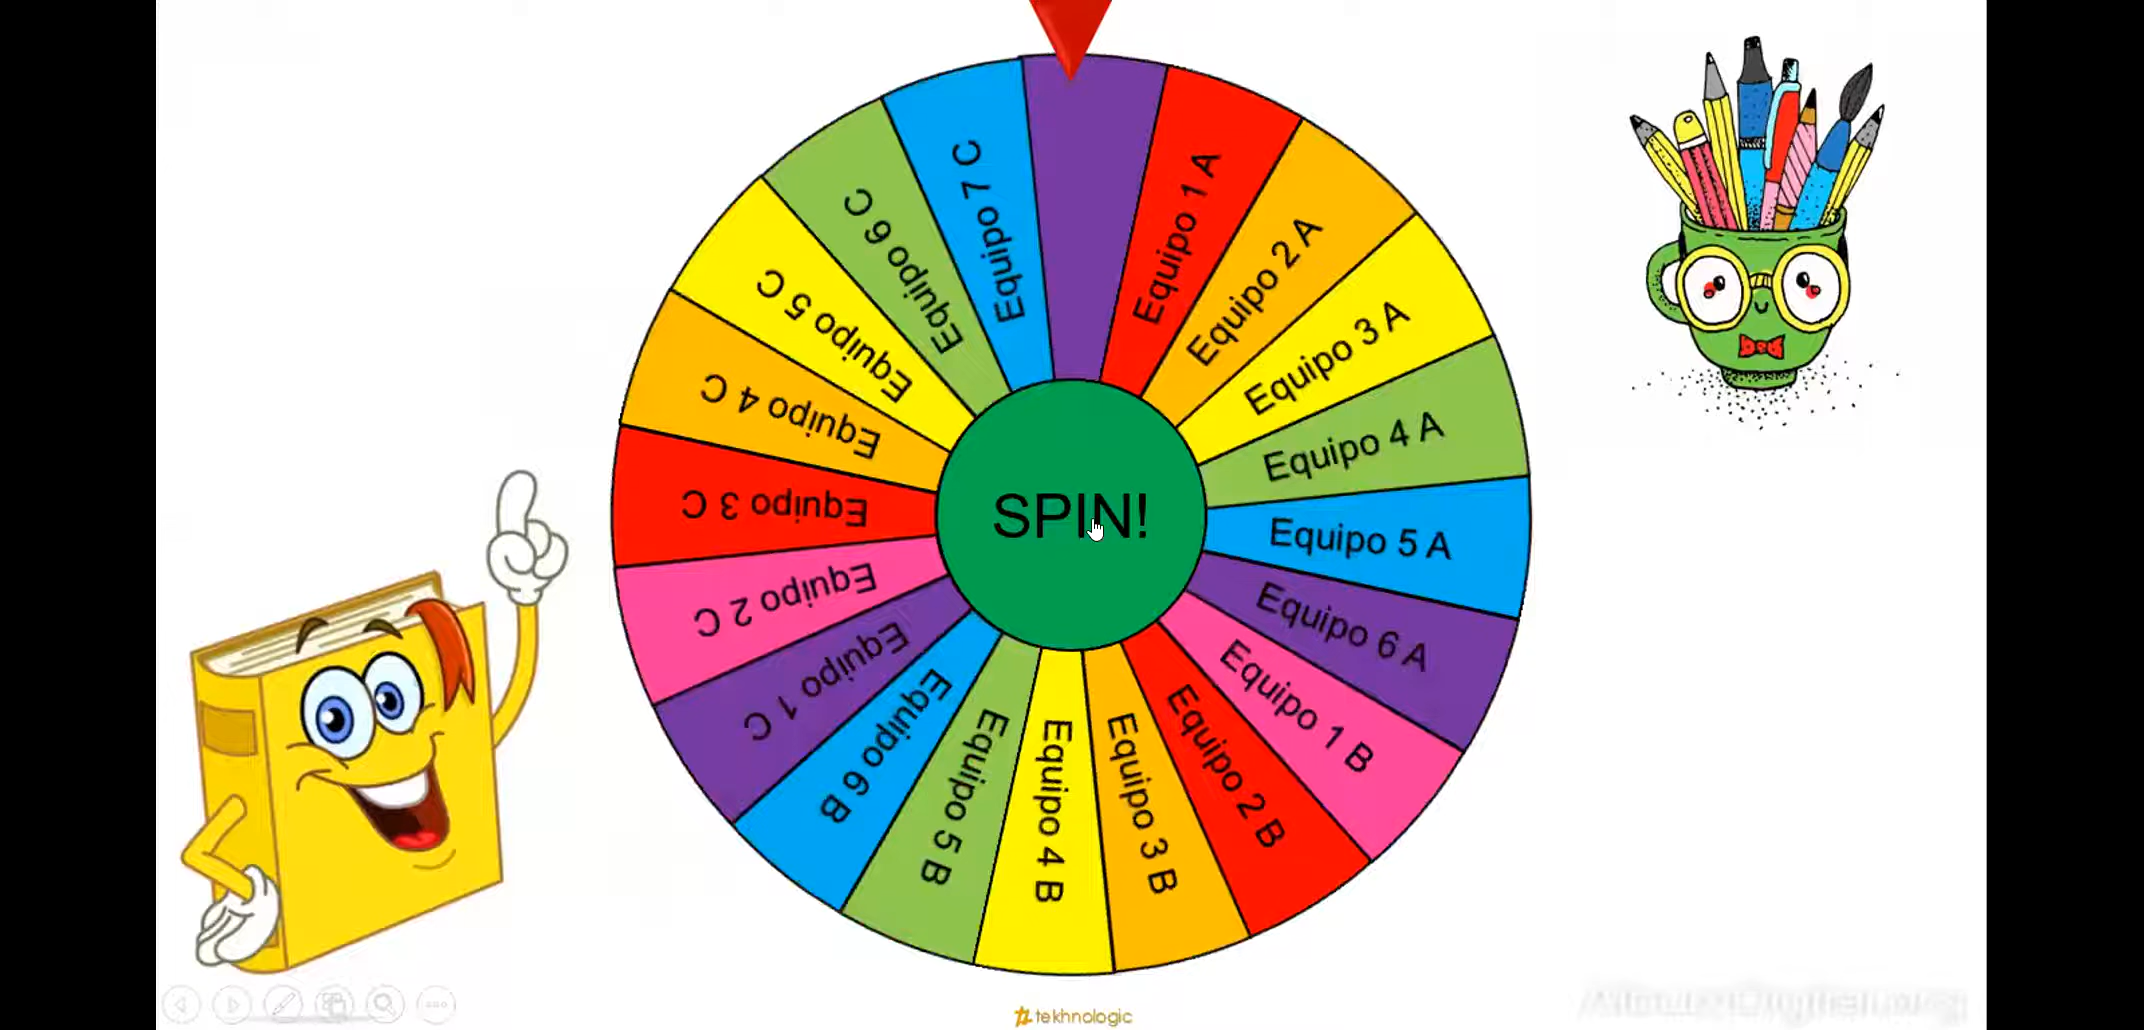 Equipo 1 A
Equipo 2 A
Equipo 3 A
Equipo 4 A
Equipo 5 A
Equipo 6 A
Equipo 1 B
Equipo 2 B
Equipo 3 B
Equipo 4 B
Equipo 5 B
Equipo 6 B
Equipo 1 C
Equipo 2 C
Equipo 3 C
Equipo 4 C
Equipo 5 C
Equipo 6 C
Equipo 7 C
SPIN!
tekhnologic